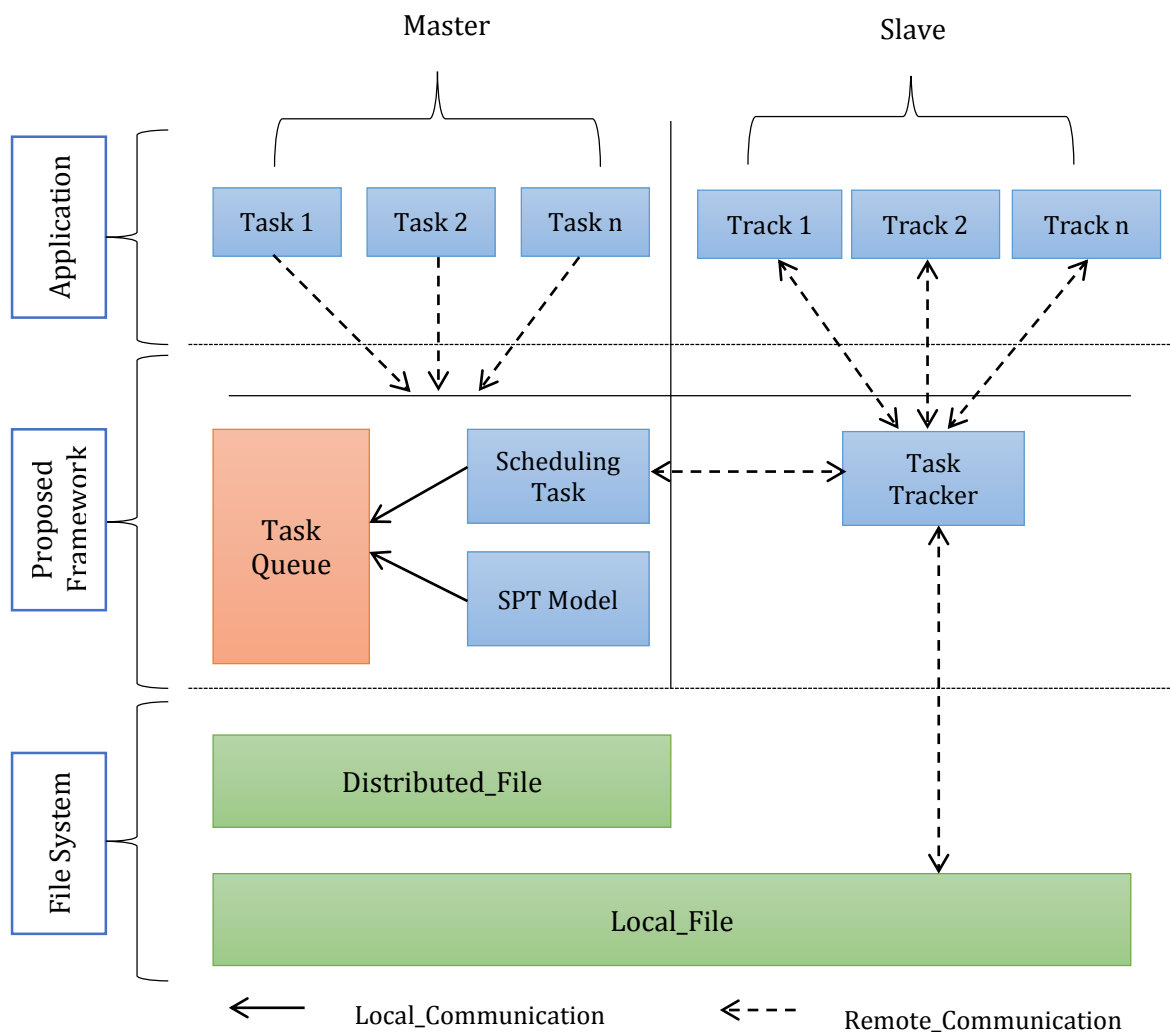 Master
Slave
Application
Task 1
Task 2
Task n
Track 1
Track 2
Track n
Proposed
Framework
Task
Queue
Scheduling
Task
SPT Model
Task
Tracker
File System
Distributed_File
Local_File
Local_Communication
Remote_Communication